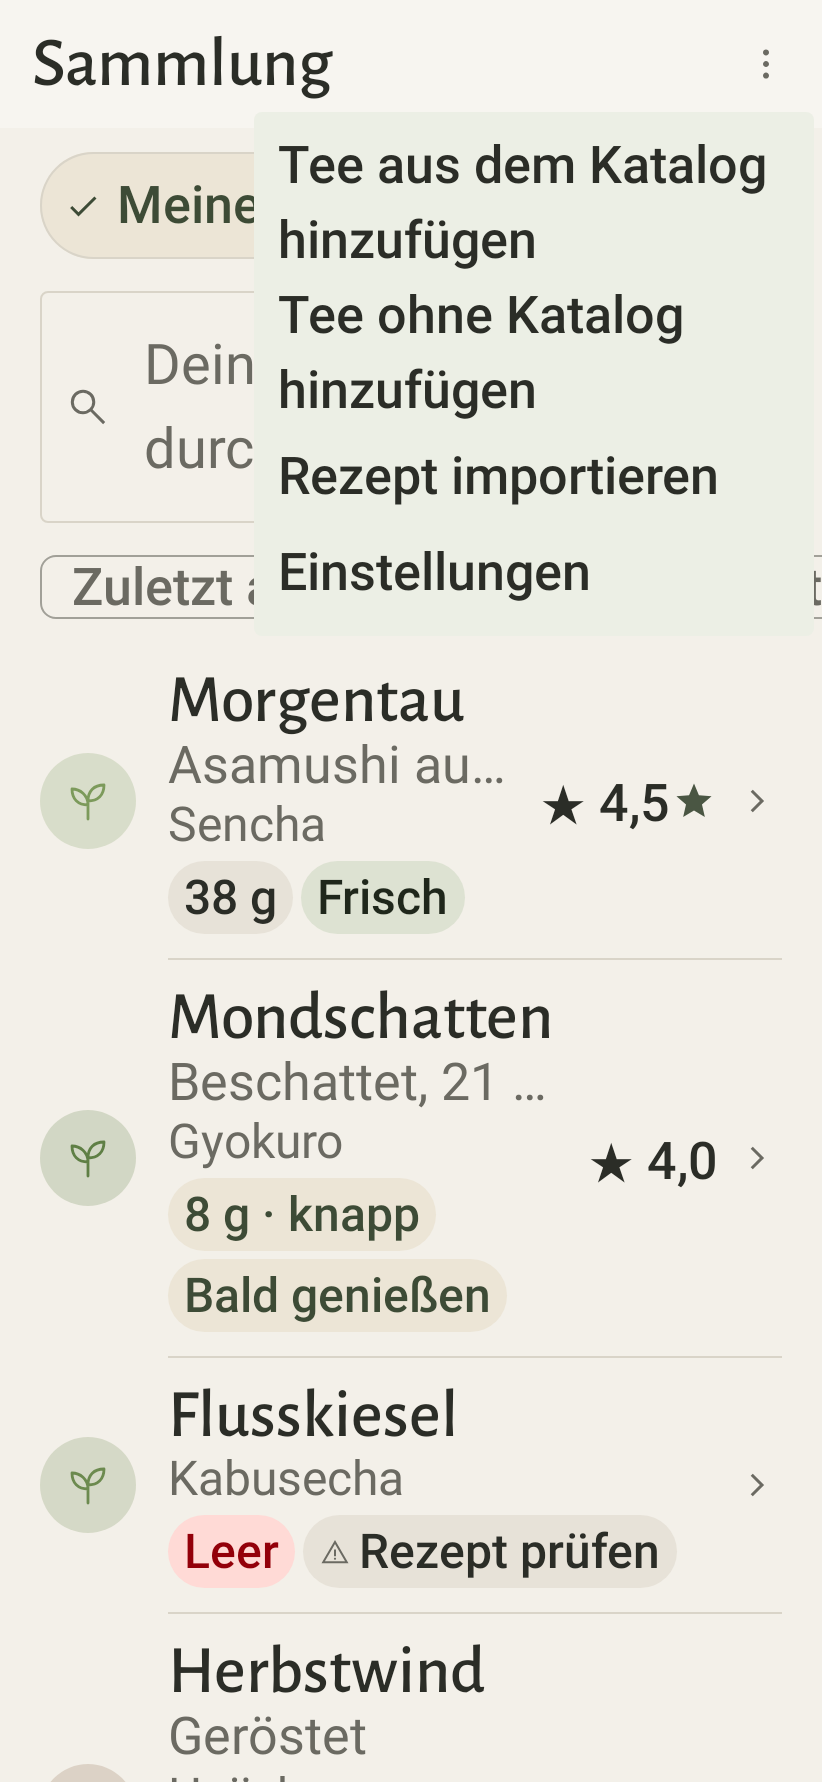 Sammlung
Meine
Tee aus dem Katalog
hinzufügen
Tee ohne Katalog
hinzufügen
Rezept importieren
Einstellungen
Dein
durc
Zuletzt
Morgentau
Asamushi au…
Sencha
★ 4,5 ★
38 g
Frisch
Mondschatten
Beschattet, 21 …
Gyokuro
★ 4,0
8 g · knapp
Bald genießen
Flusskiesel
Kabusecha
Leer
⚠ Rezept prüfen
Herbstwind
Geröstet